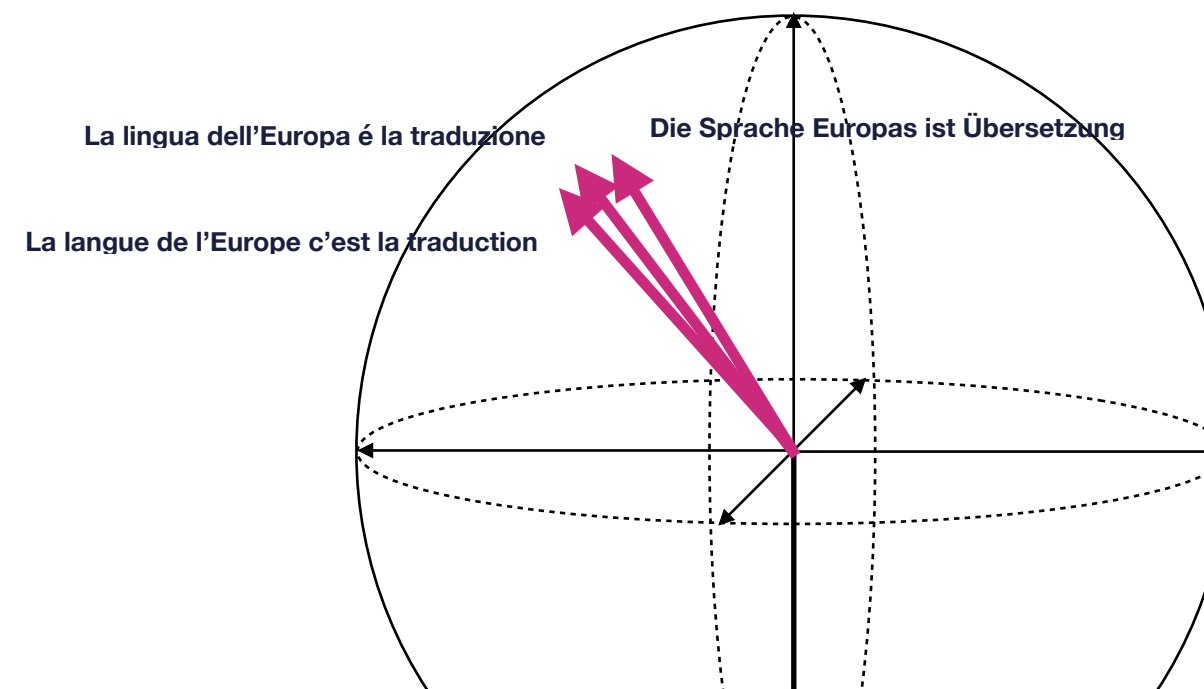 La lingua dell’Europa é la traduzione
Die Sprache Europas ist Übersetzung
La langue de l’Europe c’est la traduction